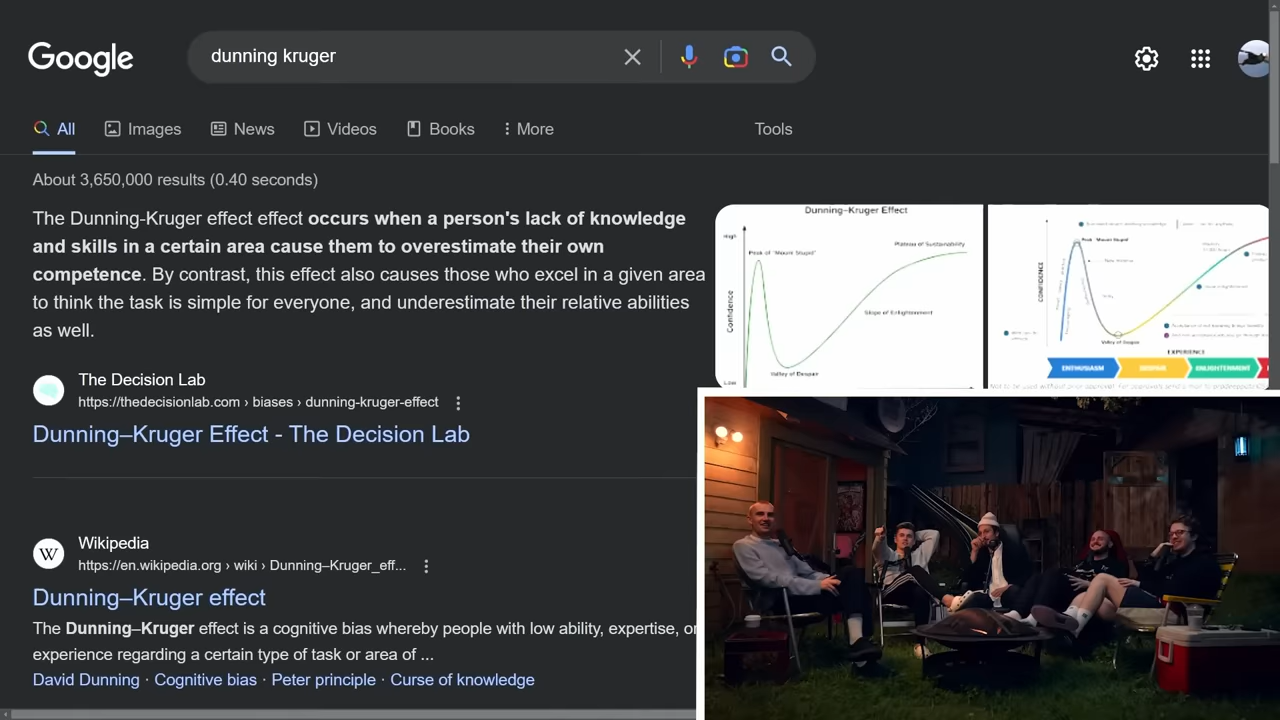 Google
dunning kruger
All
Images
News
Videos
Books
More
Tools
About 3,650,000 results (0.40 seconds)
The Dunning-Kruger effect effect occurs when a person's lack of knowledge
and skills in a certain area cause them to overestimate their own
competence. By contrast, this effect also causes those who excel in a given area
to think the task is simple for everyone, and underestimate their relative abilities
as well.
Dunning–Kruger Effect
High
Peak of "Mount Stupid"
Plateau of Sustainability
Confidence
Slope of Enlightenment
Valley of Despair
Low
Peak "Mount Stupid"
CONFIDENCE
Valley of Despair
EXPERIENCE
ENTHUSIASM
ENLIGHTENMENT
The Decision Lab
https://thedecisionlab.com › biases › dunning-kruger-effect
Dunning–Kruger Effect - The Decision Lab
W
Wikipedia
https://en.wikipedia.org › wiki › Dunning–Kruger_eff...
Dunning–Kruger effect
The Dunning–Kruger effect is a cognitive bias whereby people with low ability, expertise, or
experience regarding a certain type of task or area of ...
David Dunning · Cognitive bias · Peter principle · Curse of knowledge